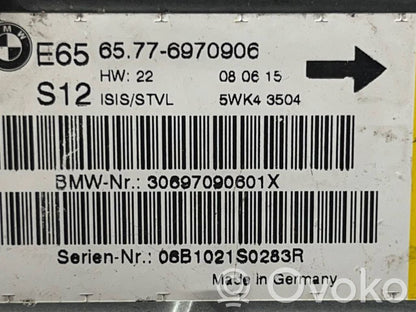 BMW
E65 65.77-6970906
HW: 22 08 06 15
S12 ISIS/STVL 5WK4 3504
BMW-Nr.: 30697090601X
Serien-Nr.: 06B1021S0283R
Made in Germany
Ovoko